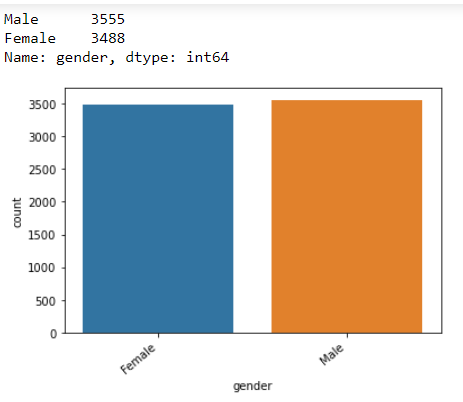 Male      3555
Female    3488
Name: gender, dtype: int64
3500
3000
2500
2000
1500
1000
500
0
count
Female
Male
gender